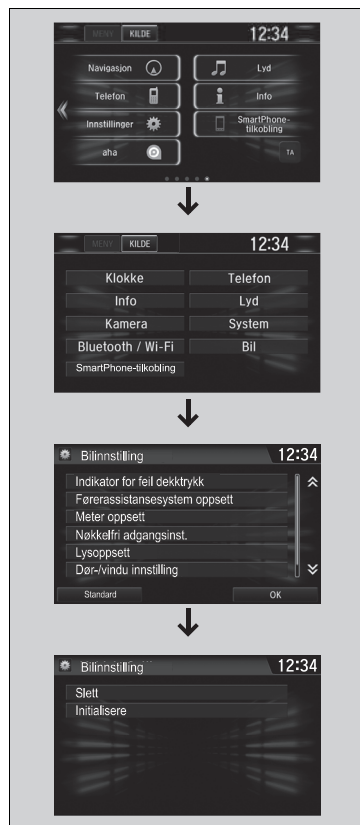 MENY KILDE 12:34
Navigasjon Lyd
Telefon Info
Innstillinger SmartPhone-
tilkobling
aha TA
MENY KILDE 12:34
Klokke Telefon
Info Lyd
Kamera System
Bluetooth / Wi-Fi Bil
SmartPhone-tilkobling
Bilinnstilling 12:34
Indikator for feil dekktrykk
Førerassistansesystem oppsett
Meter oppsett
Nøkkelfri adgangsinst.
Lysoppsett
Dør-/vindu innstilling
Standard OK
Bilinnstilling 12:34
Slett
Initialisere